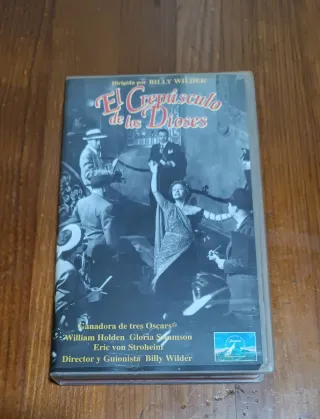 Dirigida por BILLY WILDER
El Crepúsculo
de los Dioses
Ganadora de tres Oscars®
William Holden Gloria Swanson
Eric von Stroheim
Director y Guionista Billy Wilder